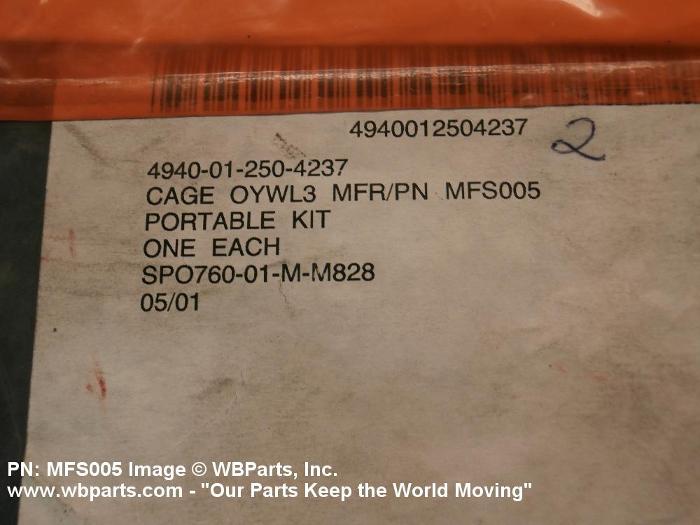 4940012504237 2
4940-01-250-4237
CAGE OYWL3 MFR/PN MFS005
PORTABLE KIT
ONE EACH
SPO760-01-M-M828
05/01
PN: MFS005 Image © WBParts, Inc.
www.wbparts.com - "Our Parts Keep the World Moving"